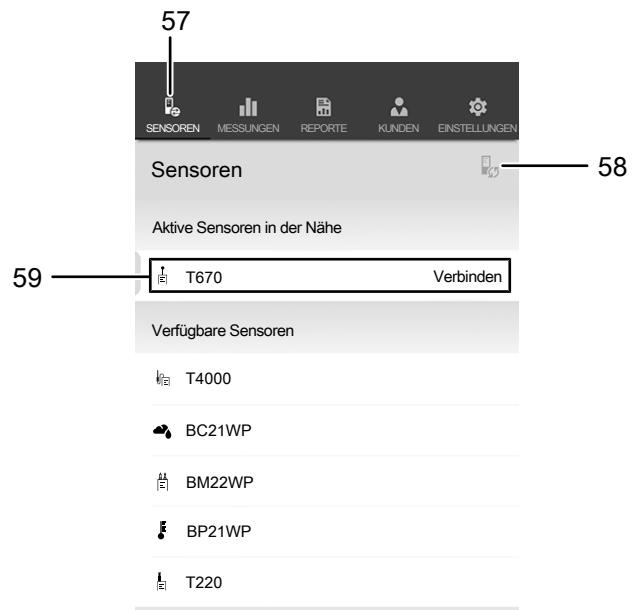 57
SENSOREN MESSUNGEN REPORTE KUNDEN EINSTELLUNGEN
Sensoren
58
Aktive Sensoren in der Nähe
59
T670 Verbinden
Verfügbare Sensoren
T4000
BC21WP
BM22WP
BP21WP
T220